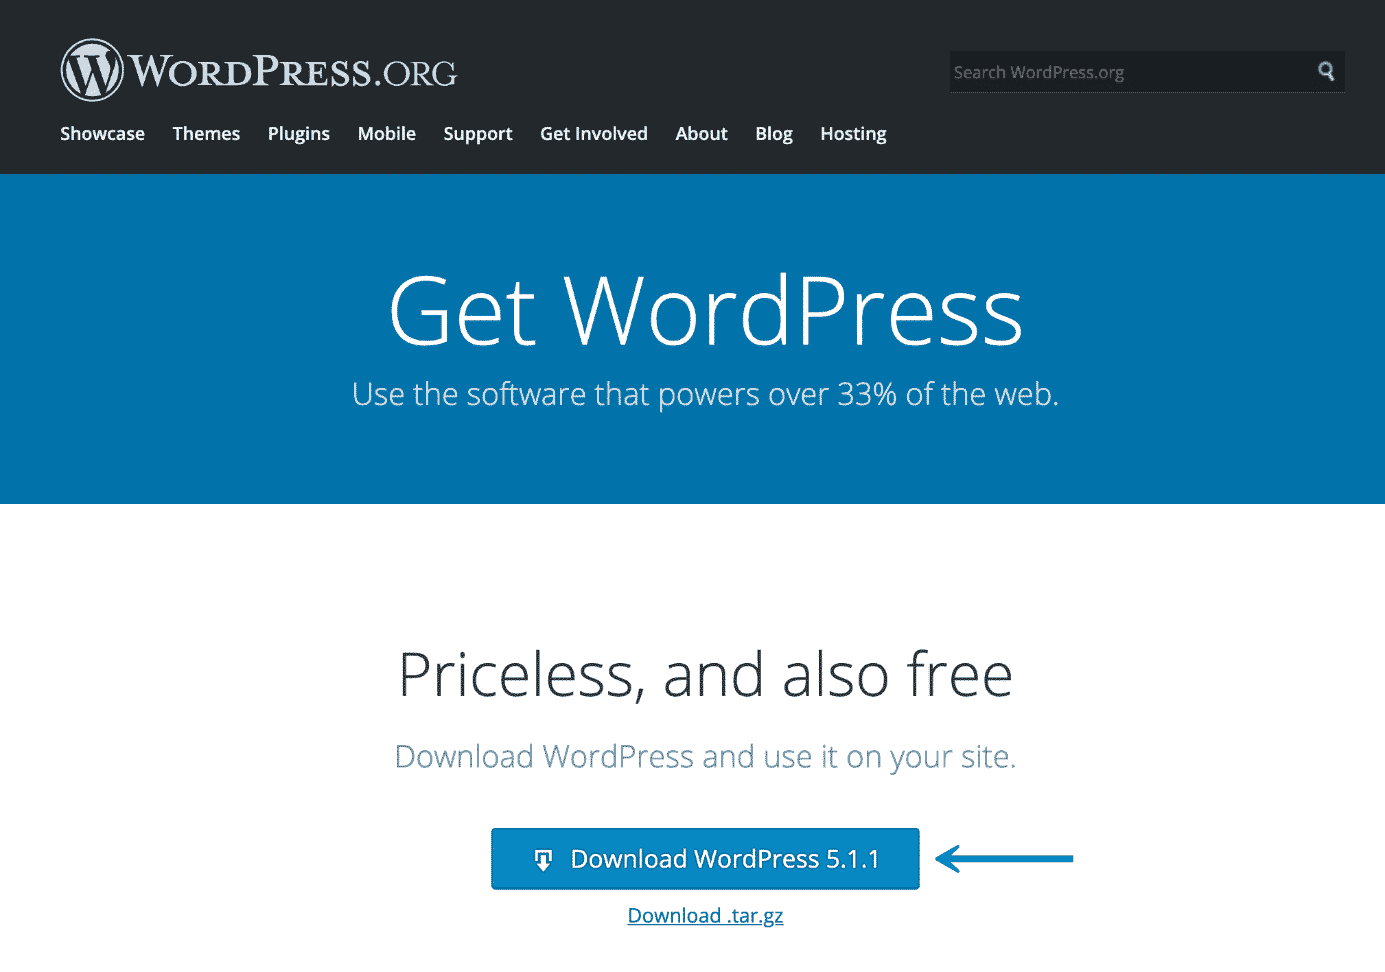 WORDPRESS.ORG
Search WordPress.org
Showcase Themes Plugins Mobile Support Get Involved About Blog Hosting
Get WordPress
Use the software that powers over 33% of the web.
Priceless, and also free
Download WordPress and use it on your site.
Download WordPress 5.1.1
Download .tar.gz